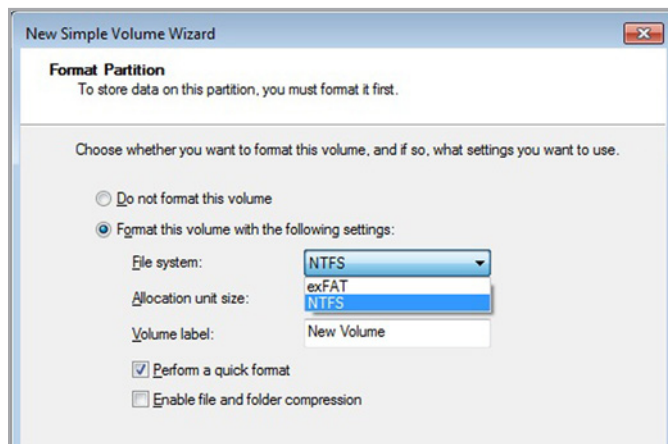 New Simple Volume Wizard
Format Partition
To store data on this partition, you must format it first.
Choose whether you want to format this volume, and if so, what settings you want to use.
Do not format this volume
Format this volume with the following settings:
File system: NTFS
exFAT
Allocation unit size: NTFS
Volume label: New Volume
Perform a quick format
Enable file and folder compression